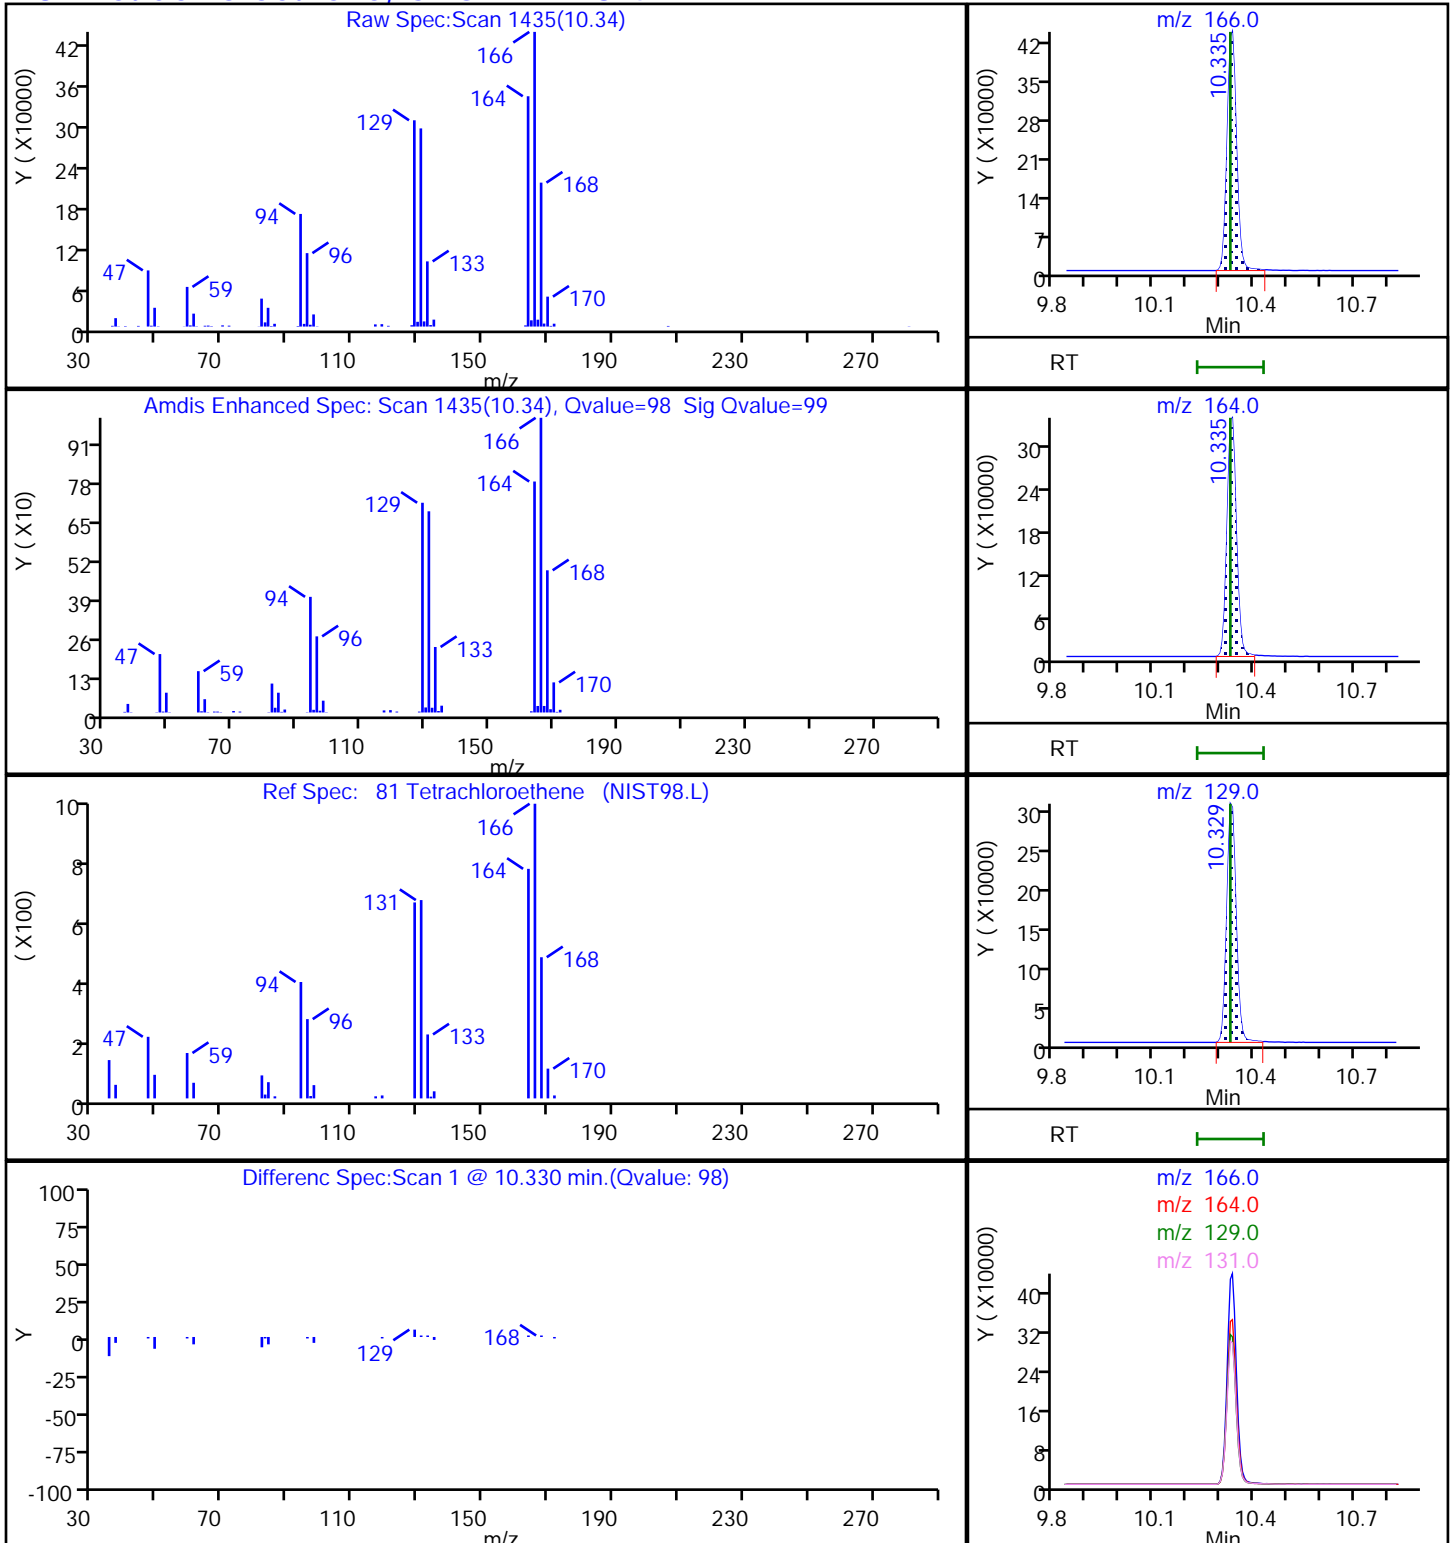 Raw Spec:Scan 1435(10.34)
Y ( X10000)
42
36
30
24
18
12
6
0
47
59
94
96
129
133
164
166
168
170
30 70 110 150 190 230 270
m/z
m/z 166.0
Y ( X10000)
42
35
28
21
14
7
0
10.335
9.8 10.1 10.4 10.7
Min
RT
Amdis Enhanced Spec: Scan 1435(10.34), Qvalue=98 Sig Qvalue=99
Y ( X10)
91
78
65
52
39
26
13
0
47
59
94
96
129
133
164
166
168
170
30 70 110 150 190 230 270
m/z
m/z 164.0
Y ( X10000)
30
24
18
12
6
0
10.335
9.8 10.1 10.4 10.7
Min
RT
Ref Spec: 81 Tetrachloroethene (NIST98.L)
( X100)
10
8
6
4
2
0
47
59
94
96
131
133
164
166
168
170
30 70 110 150 190 230 270
m/z 129.0
Y ( X10000)
30
25
20
15
10
5
0
10.329
9.8 10.1 10.4 10.7
Min
RT
Differenc Spec:Scan 1 @ 10.330 min.(Qvalue: 98)
Y
100
75
50
25
0
-25
-50
-75
-100
129
168
30 70 110 150 190 230 270
m/z
m/z 166.0
m/z 164.0
m/z 129.0
m/z 131.0
Y ( X10000)
40
32
24
16
8
0
9.8 10.1 10.4 10.7
Min